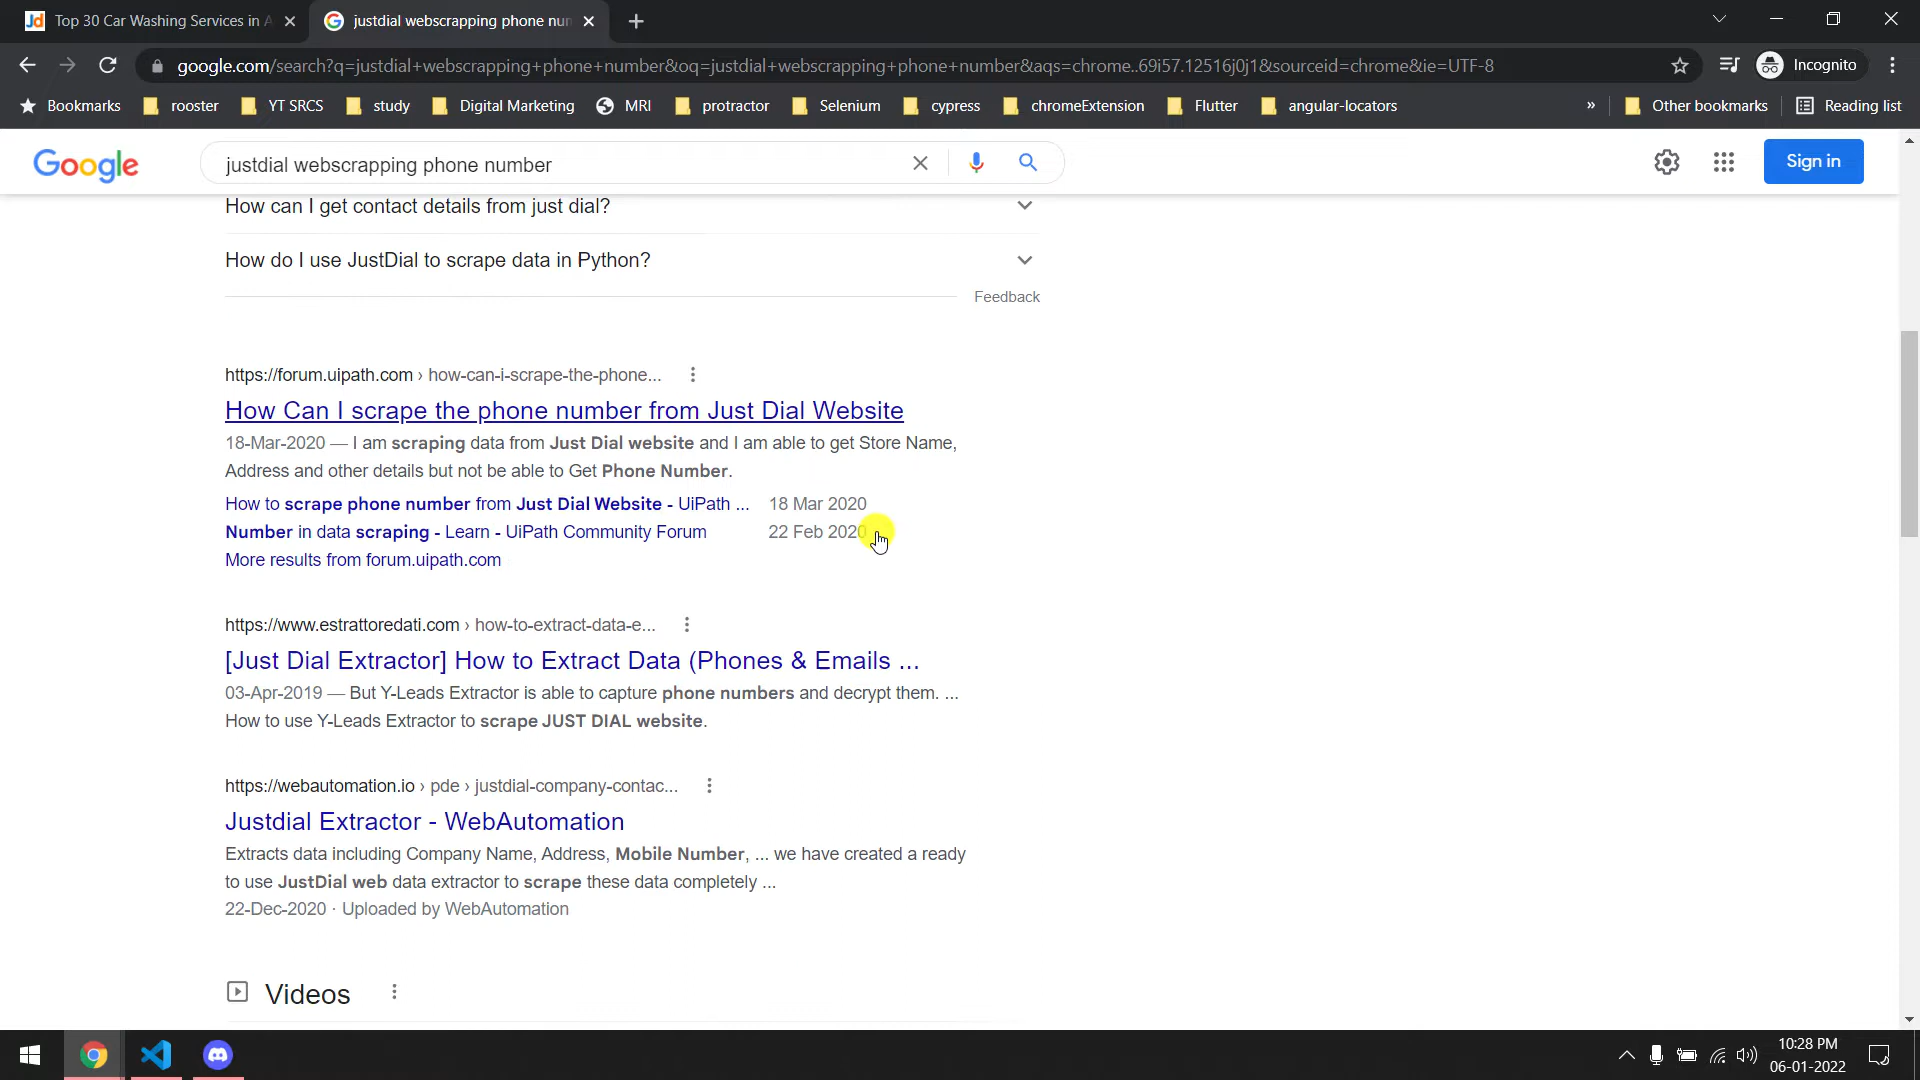 Jd Top 30 Car Washing Services in A
justdial webscrapping phone num
google.com/search?q=justdial+webscrapping+phone+number&oq=justdial+webscrapping+phone+number&aqs=chrome..69i57.12516j0j1&sourceid=chrome&ie=UTF-8
Incognito
Bookmarks rooster YT SRCS study Digital Marketing MRI protractor Selenium cypress chromeExtension Flutter angular-locators » Other bookmarks Reading list
Google
justdial webscrapping phone number
Sign in
How can I get contact details from just dial?
How do I use JustDial to scrape data in Python?
Feedback
https://forum.uipath.com › how-can-i-scrape-the-phone...
How Can I scrape the phone number from Just Dial Website
18-Mar-2020 — I am scraping data from Just Dial website and I am able to get Store Name,
Address and other details but not be able to Get Phone Number.
How to scrape phone number from Just Dial Website - UiPath ... 18 Mar 2020
Number in data scraping - Learn - UiPath Community Forum 22 Feb 2020
More results from forum.uipath.com
https://www.estrattoredati.com › how-to-extract-data-e...
[Just Dial Extractor] How to Extract Data (Phones & Emails ...
03-Apr-2019 — But Y-Leads Extractor is able to capture phone numbers and decrypt them. ...
How to use Y-Leads Extractor to scrape JUST DIAL website.
https://webautomation.io › pde › justdial-company-contac...
Justdial Extractor - WebAutomation
Extracts data including Company Name, Address, Mobile Number, ... we have created a ready
to use JustDial web data extractor to scrape these data completely ...
22-Dec-2020 · Uploaded by WebAutomation
Videos
10:28 PM
06-01-2022